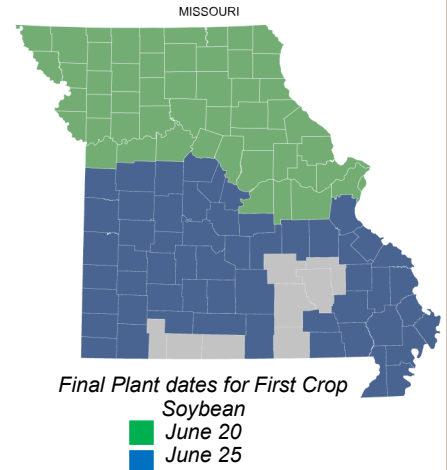 MISSOURI
Final Plant dates for First Crop
Soybean
June 20
June 25